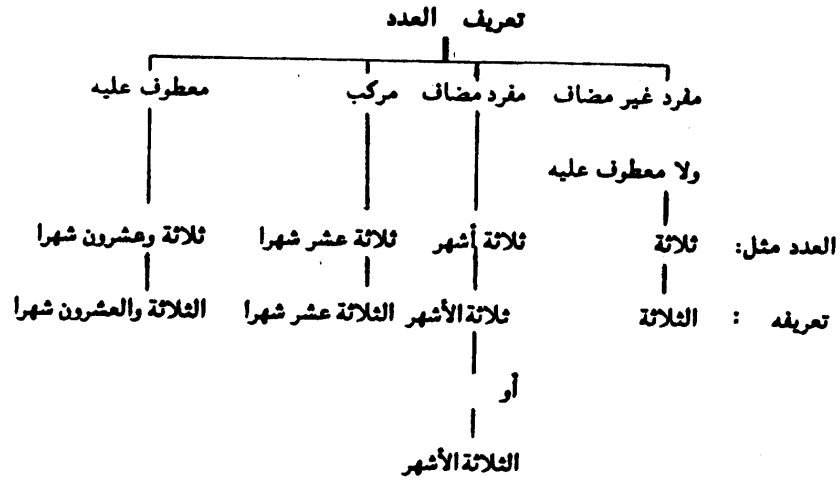 تعريف العدد
مفرد غير مضاف مفرد مضاف مركب معطوف عليه
ولا معطوف عليه
العدد مثل: ثلاثة ثلاثة أشهر ثلاثة عشر شهرا ثلاثة وعشرون شهرا
تعريفه : الثلاثة ثلاثة الأشهر الثلاثة عشر شهرا الثلاثة والعشرون شهرا
أو
الثلاثة الأشهر